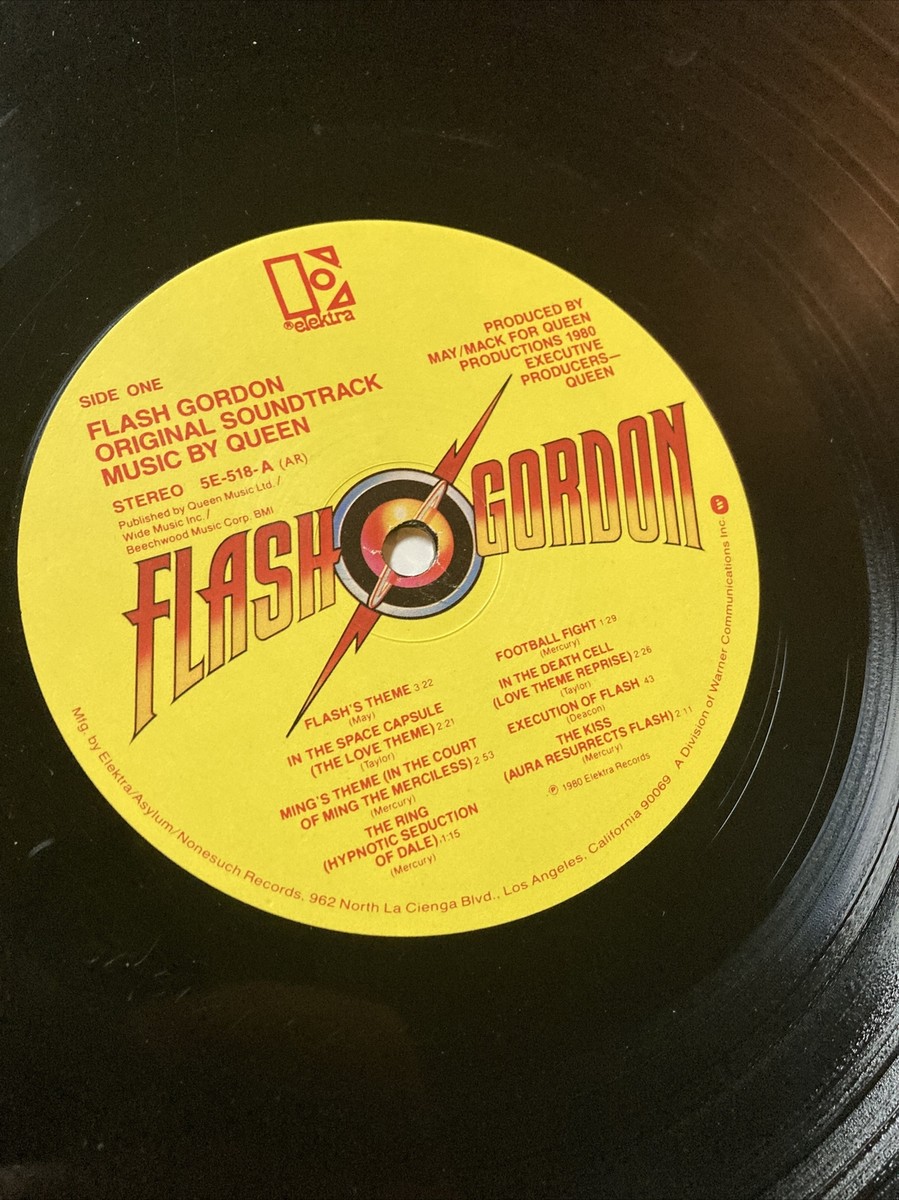 ® elektra
SIDE ONE
FLASH GORDON
ORIGINAL SOUNDTRACK
MUSIC BY QUEEN
STEREO 5E-518-A (AR)
Published by Queen Music Ltd./
Wide Music Inc./
Beechwood Music Corp. BMI
PRODUCED BY
MAY/MACK FOR QUEEN
PRODUCTIONS 1980
EXECUTIVE
PRODUCERS—
QUEEN
FLASH GORDON
FLASH'S THEME 3:22
(May)
IN THE SPACE CAPSULE
(THE LOVE THEME) 2:21
(Taylor)
MING'S THEME (IN THE COURT
OF MING THE MERCILESS) 2:53
(Mercury)
THE RING
(HYPNOTIC SEDUCTION
OF DALE) 1:15
(Mercury)
FOOTBALL FIGHT 1:29
(Mercury)
IN THE DEATH CELL
(LOVE THEME REPRISE) 2:26
(Taylor)
EXECUTION OF FLASH :43
(Deacon)
THE KISS
(AURA RESURRECTS FLASH) 2:11
(Mercury)
℗ 1980 Elektra Records
Mfg. by Elektra/Asylum/Nonesuch Records, 962 North La Cienga Blvd., Los Angeles, California 90069 A Division of Warner Communications Inc. W